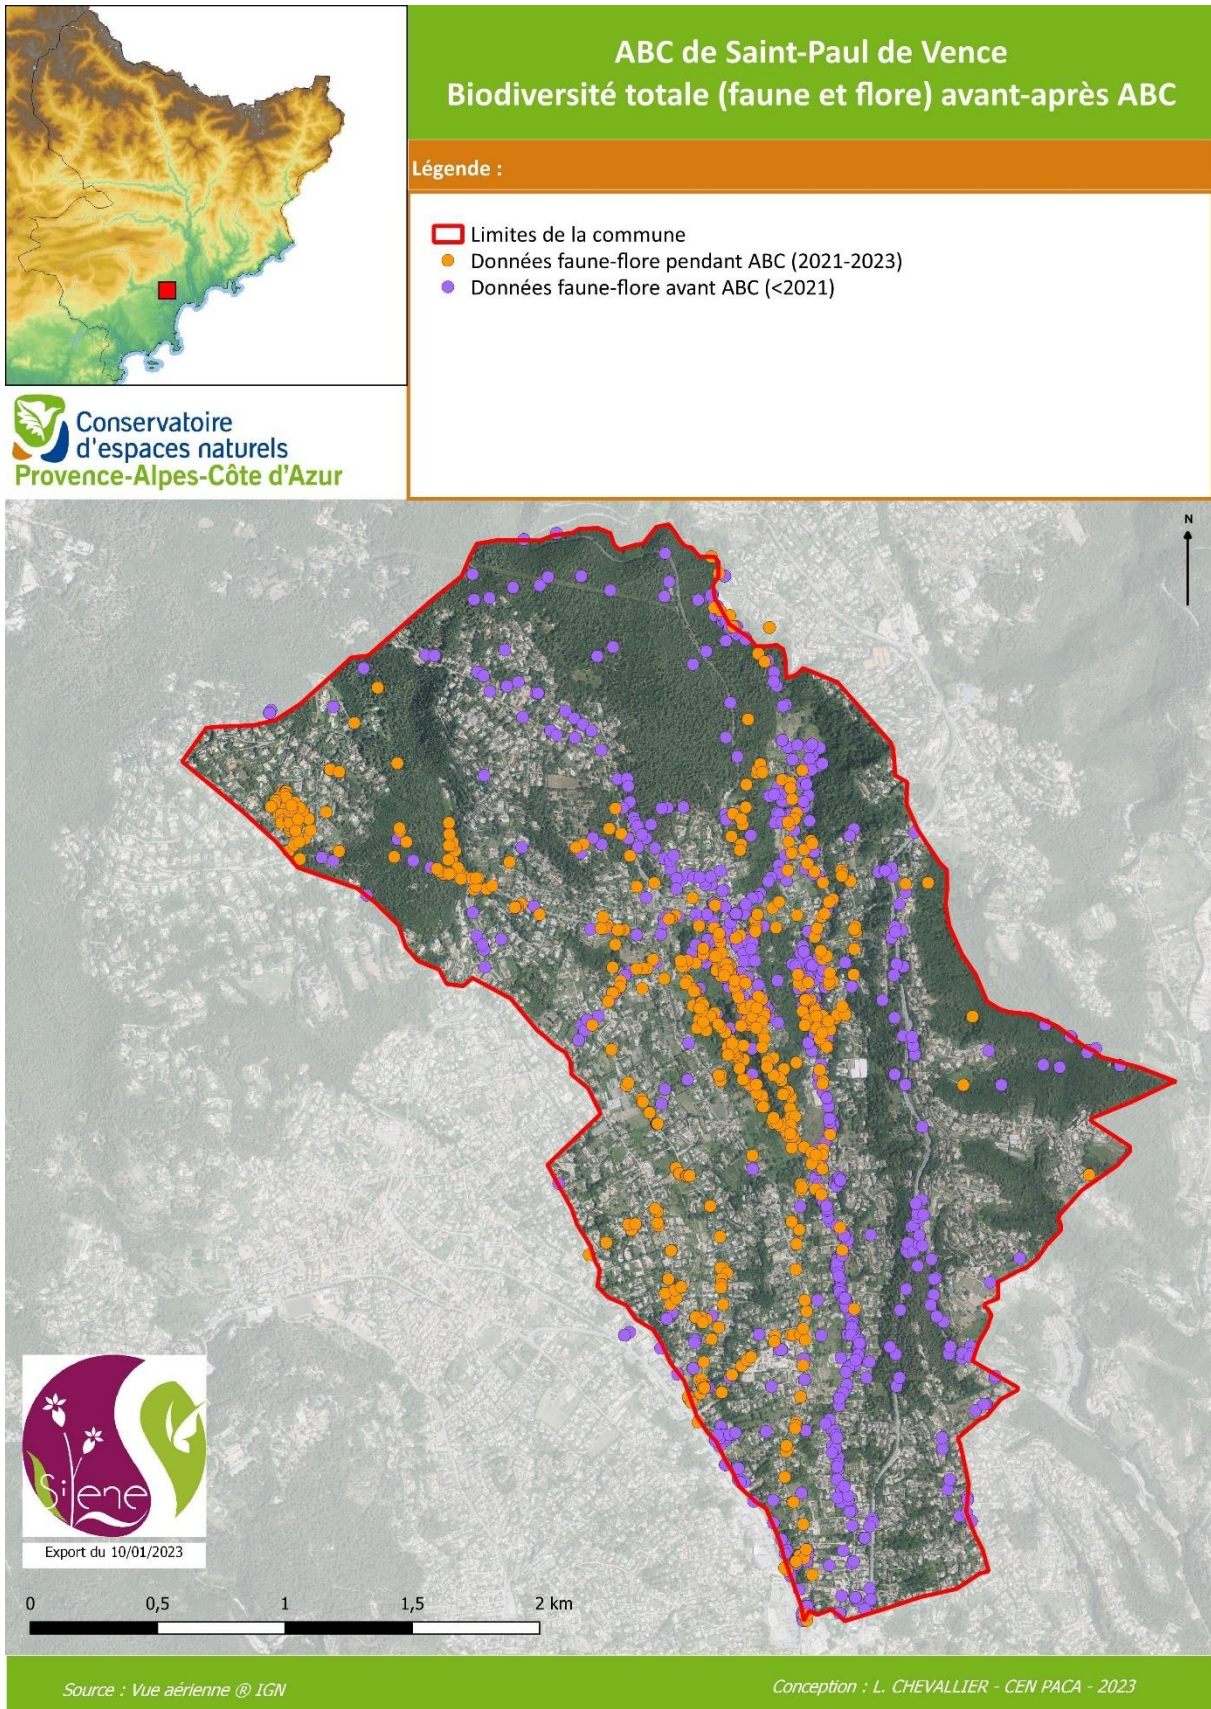 ABC de Saint-Paul de Vence
Biodiversité totale (faune et flore) avant-après ABC
Légende :
Limites de la commune
Données faune-flore pendant ABC (2021-2023)
Données faune-flore avant ABC (<2021)
Conservatoire
d'espaces naturels
Provence-Alpes-Côte d'Azur
N
Silene
Export du 10/01/2023
0 0,5 1 1,5 2 km
Source : Vue aérienne ® IGN
Conception : L. CHEVALLIER - CEN PACA - 2023